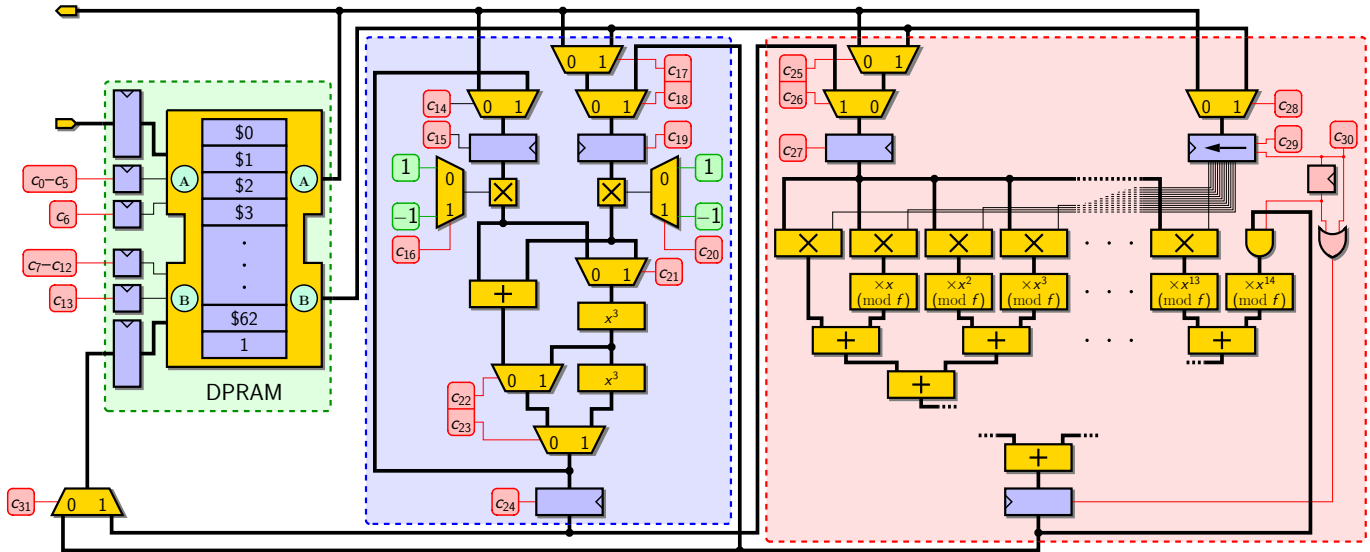 c0–c5
c6
c7–c12
c13
A
A
B
B
$0
$1
$2
$3
.
.
.
$62
1
DPRAM
c31
0 1
c14
0 1
c15
c16
1
−1
0
1
×
0 1
c17
0 1
c18
c19
×
0
1
1
−1
c20
0 1
c21
+
x³
0 1
x³
c22
c23
0 1
c24
c25
0 1
c26
1 0
c27
0 1
c28
c29
c30
× × × × · · · ×
×x
(mod f)
×x²
(mod f)
×x³
(mod f)
· · ·
×x¹³
(mod f)
×x¹⁴
(mod f)
+ + · · · +
+
+